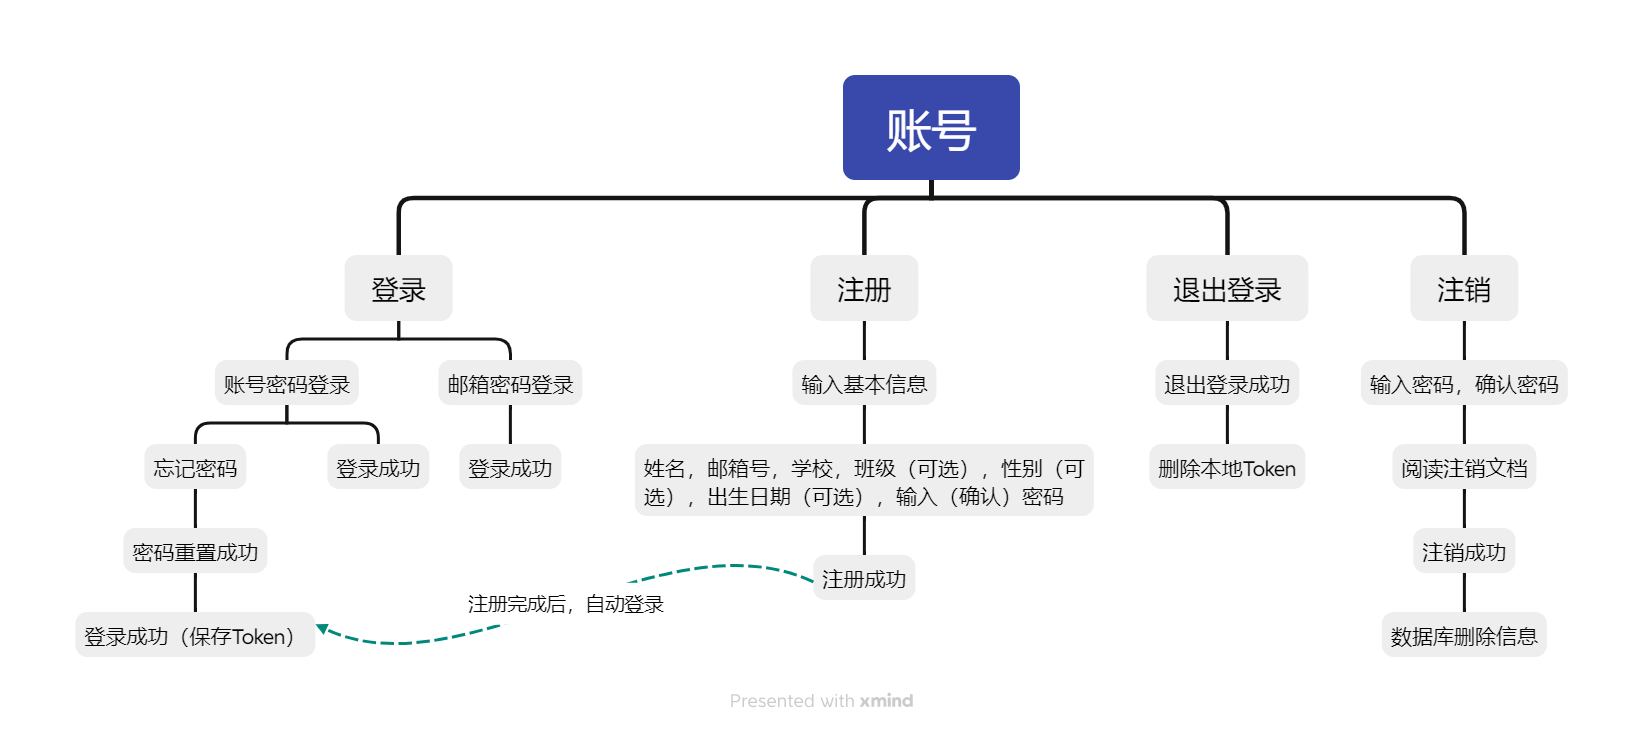 账号
登录
注册
退出登录
注销
账号密码登录
邮箱密码登录
输入基本信息
退出登录成功
输入密码，确认密码
忘记密码
登录成功
登录成功
姓名，邮箱号，学校，班级（可选），性别（可
选），出生日期（可选），输入（确认）密码
删除本地Token
阅读注销文档
密码重置成功
注册成功
注销成功
注册完成后，自动登录
登录成功（保存Token）
数据库删除信息
Presented with xmind